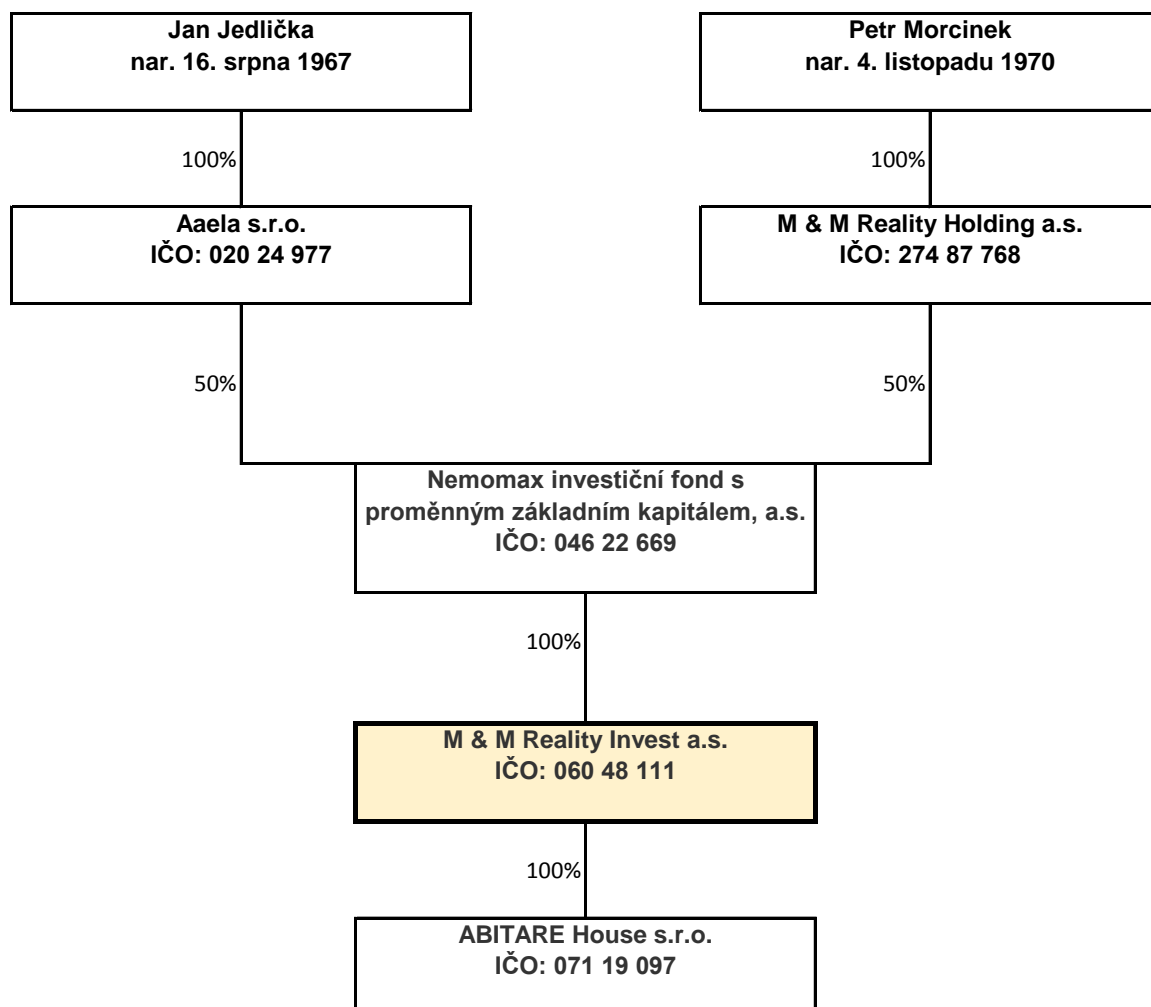 Jan Jedlička
nar. 16. srpna 1967
Petr Morcinek
nar. 4. listopadu 1970
100%
100%
Aaela s.r.o.
IČO: 020 24 977
M & M Reality Holding a.s.
IČO: 274 87 768
50%
50%
Nemomax investiční fond s
proměnným základním kapitálem, a.s.
IČO: 046 22 669
100%
M & M Reality Invest a.s.
IČO: 060 48 111
100%
ABITARE House s.r.o.
IČO: 071 19 097